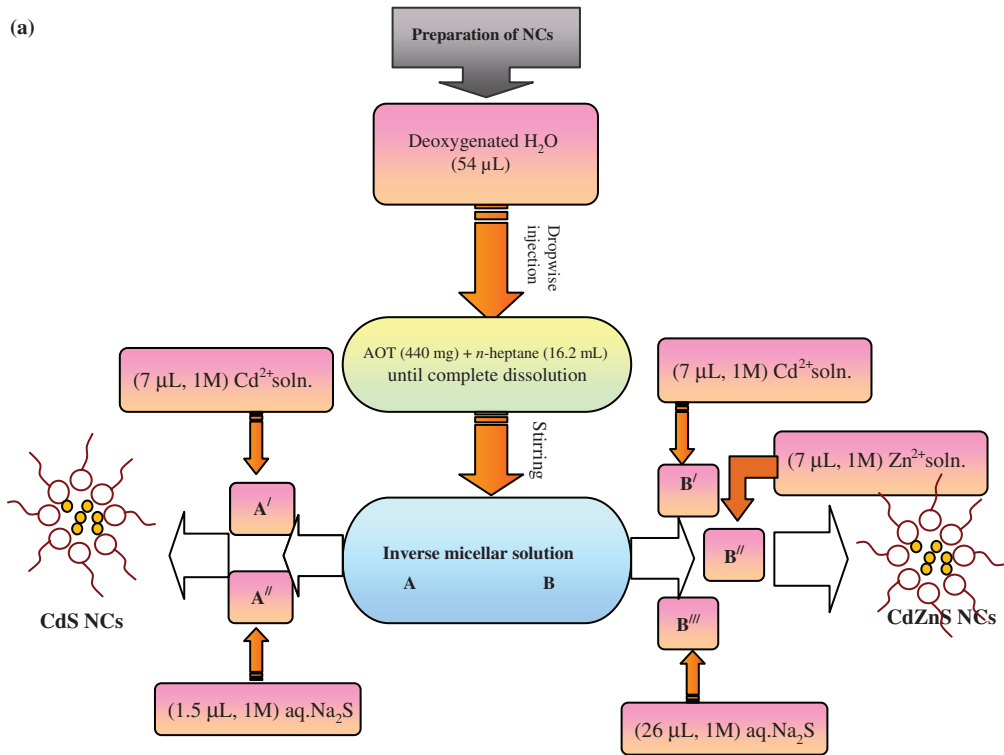 (a)
Preparation of NCs
Deoxygenated H₂O
(54 µL)
Dropwise
injection
AOT (440 mg) + n-heptane (16.2 mL)
until complete dissolution
(7 µL, 1M) Cd²⁺soln.
(7 µL, 1M) Cd²⁺soln.
Stirring
(7 µL, 1M) Zn²⁺soln.
A/
B/
Inverse micellar solution
A B
B//
A//
B///
CdS NCs
CdZnS NCs
(1.5 µL, 1M) aq.Na₂S
(26 µL, 1M) aq.Na₂S